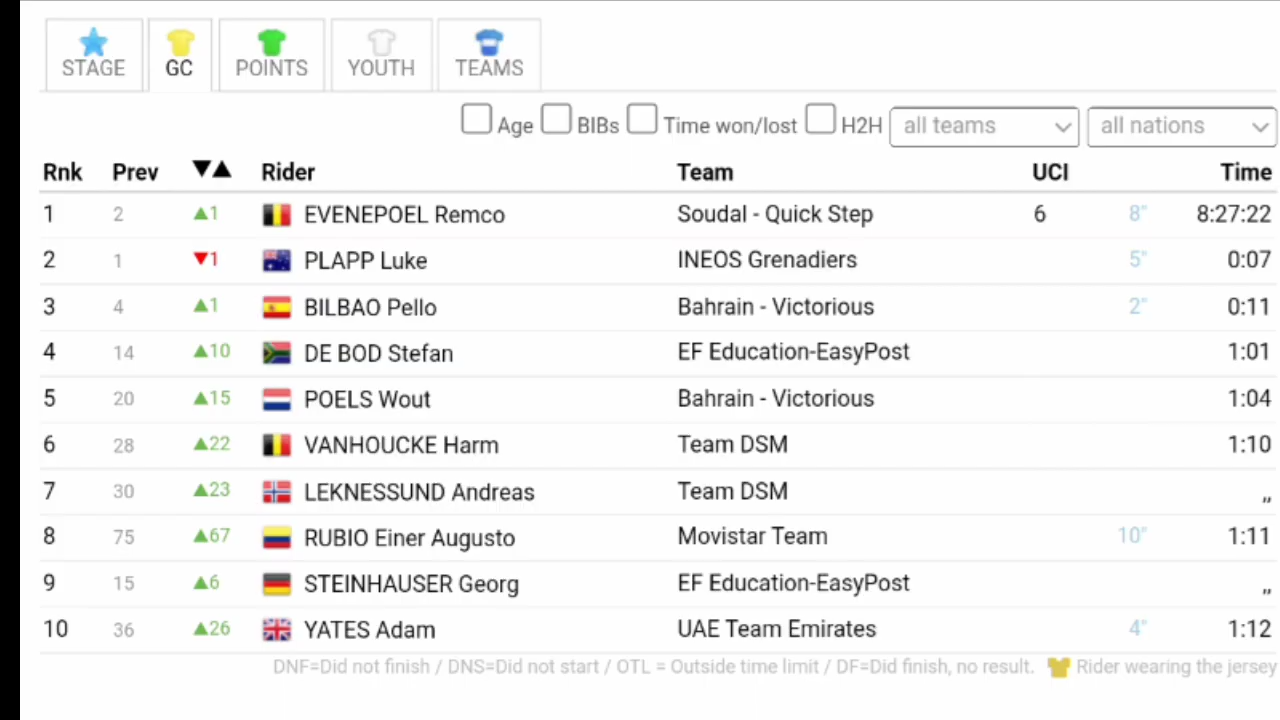 STAGE GC POINTS YOUTH TEAMS
Age BIBs Time won/lost H2H all teams all nations
Rnk Prev ▼▲ Rider Team UCI Time
1 2 ▲1 EVENEPOEL Remco Soudal - Quick Step 6 8" 8:27:22
2 1 ▼1 PLAPP Luke INEOS Grenadiers 5" 0:07
3 4 ▲1 BILBAO Pello Bahrain - Victorious 2" 0:11
4 14 ▲10 DE BOD Stefan EF Education-EasyPost 1:01
5 20 ▲15 POELS Wout Bahrain - Victorious 1:04
6 28 ▲22 VANHOUCKE Harm Team DSM 1:10
7 30 ▲23 LEKNESSUND Andreas Team DSM ,,
8 75 ▲67 RUBIO Einer Augusto Movistar Team 10" 1:11
9 15 ▲6 STEINHAUSER Georg EF Education-EasyPost ,,
10 36 ▲26 YATES Adam UAE Team Emirates 4" 1:12
DNF=Did not finish / DNS=Did not start / OTL = Outside time limit / DF=Did finish, no result. Rider wearing the jersey